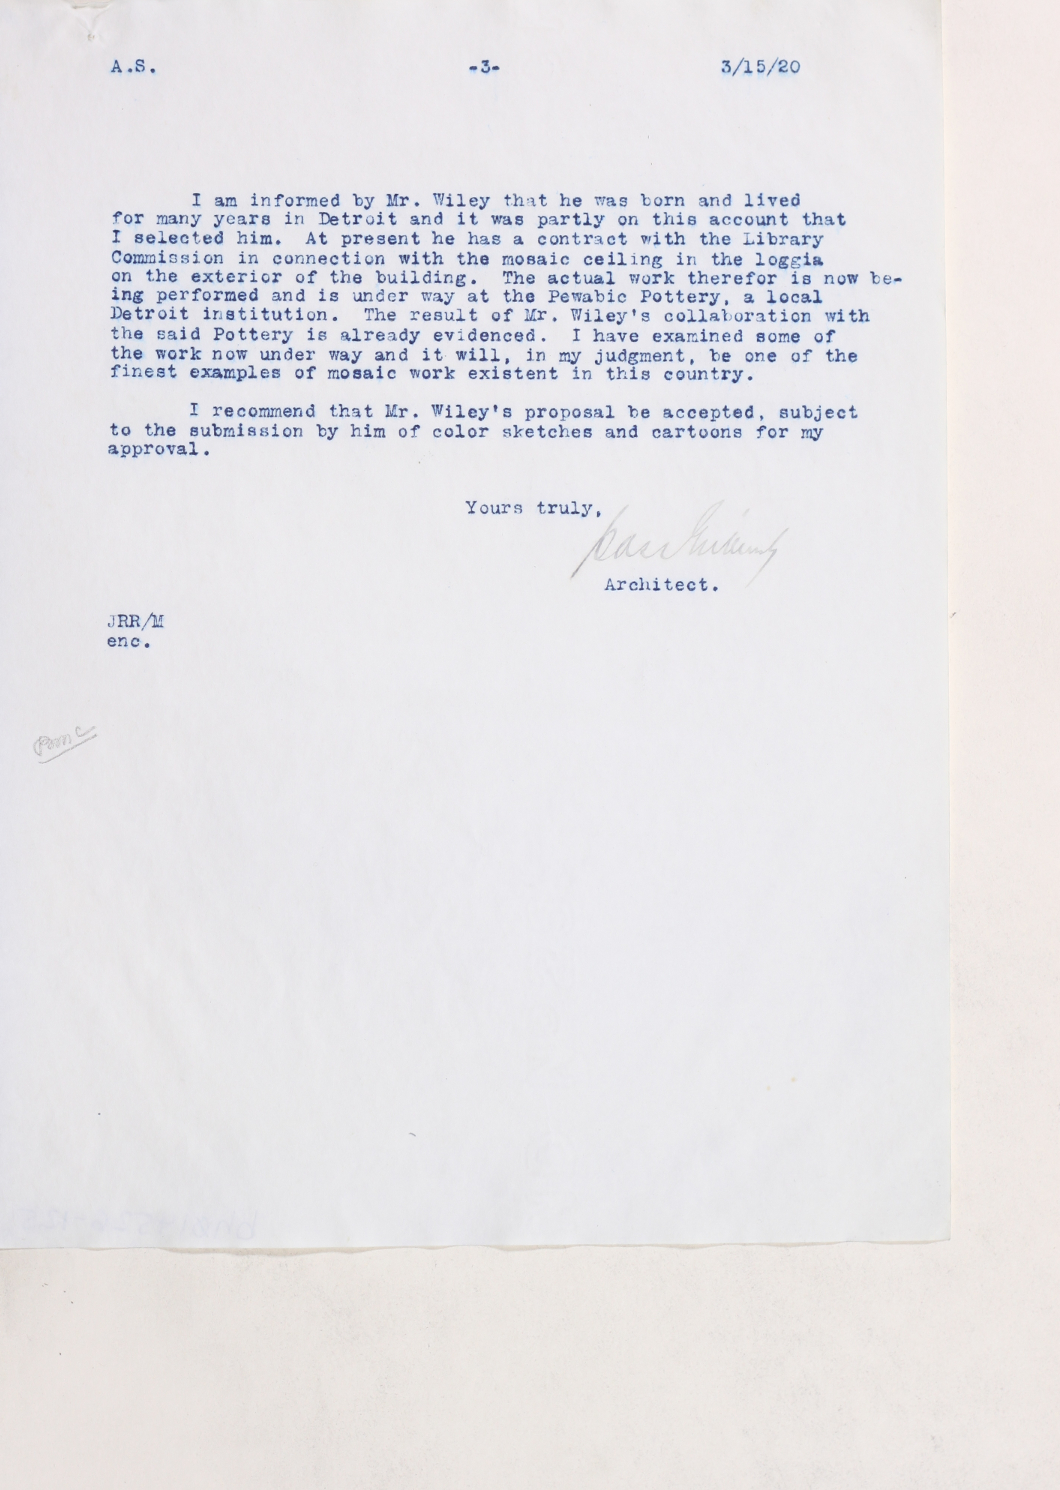 A.S. -3- 3/15/20
I am informed by Mr. Wiley that he was born and lived
for many years in Detroit and it was partly on this account that
I selected him. At present he has a contract with the Library
Commission in connection with the mosaic ceiling in the loggia
on the exterior of the building. The actual work therefor is now be-
ing performed and is under way at the Pewabic Pottery, a local
Detroit institution. The result of Mr. Wiley's collaboration with
the said Pottery is already evidenced. I have examined some of
the work now under way and it will, in my judgment, be one of the
finest examples of mosaic work existent in this country.
I recommend that Mr. Wiley's proposal be accepted, subject
to the submission by him of color sketches and cartoons for my
approval.
Yours truly,
Cass Gilbert
Architect.
JRR/M
enc.